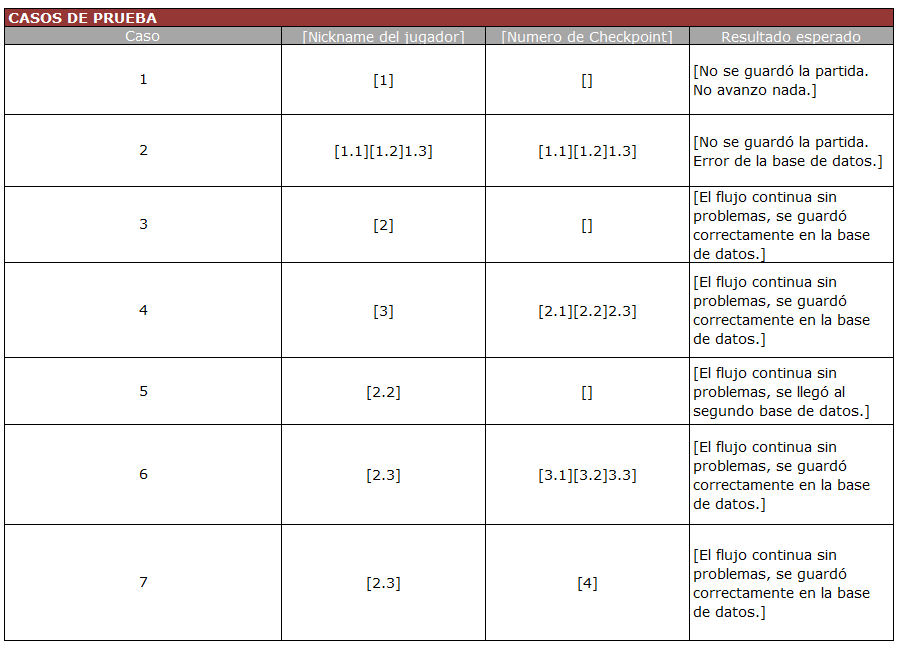 CASOS DE PRUEBA
Caso [Nickname del jugador] [Numero de Checkpoint] Resultado esperado
1 [1] [] [No se guardó la partida.
No avanzo nada.]
2 [1.1][1.2]1.3] [1.1][1.2]1.3] [No se guardó la partida.
Error de la base de datos.]
3 [2] [] [El flujo continua sin
problemas, se guardó
correctamente en la base
de datos.]
4 [3] [2.1][2.2]2.3] [El flujo continua sin
problemas, se guardó
correctamente en la base
de datos.]
5 [2.2] [] [El flujo continua sin
problemas, se llegó al
segundo base de datos.]
6 [2.3] [3.1][3.2]3.3] [El flujo continua sin
problemas, se guardó
correctamente en la base
de datos.]
7 [2.3] [4] [El flujo continua sin
problemas, se guardó
correctamente en la base
de datos.]